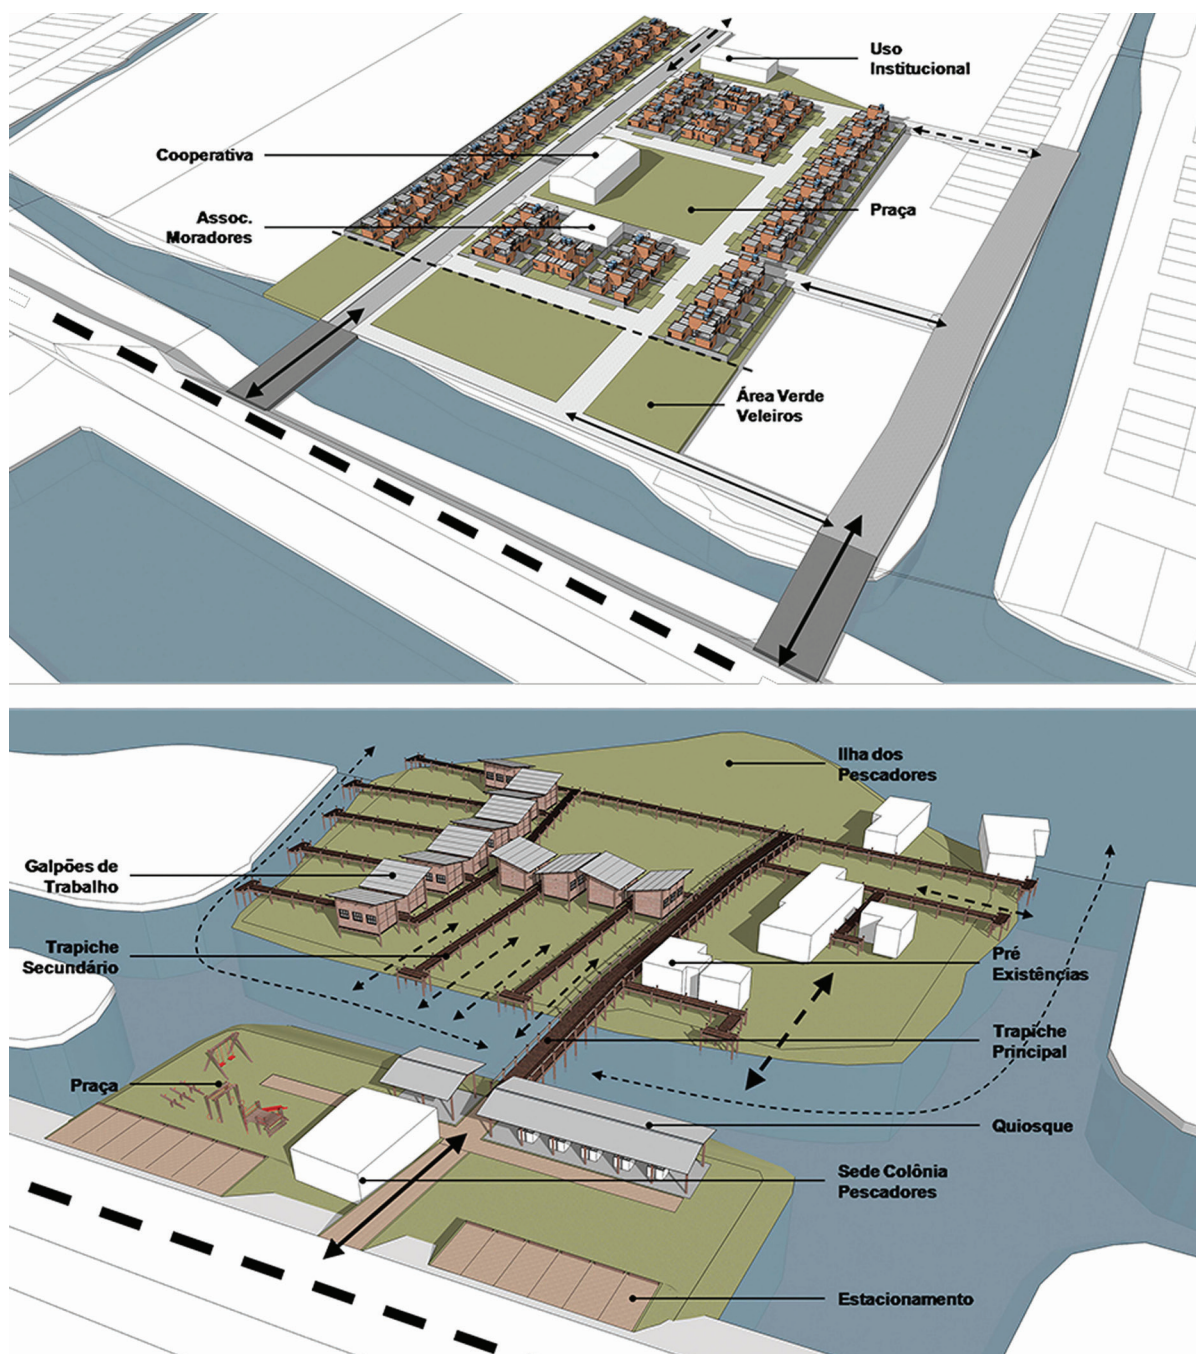 Uso
Institucional
Cooperativa
Assoc.
Moradores
Praça
Área Verde
Veleiros
Ilha dos
Pescadores
Galpões de
Trabalho
Trapiche
Secundário
Pré
Existências
Trapiche
Principal
Praça
Quiosque
Sede Colônia
Pescadores
Estacionamento